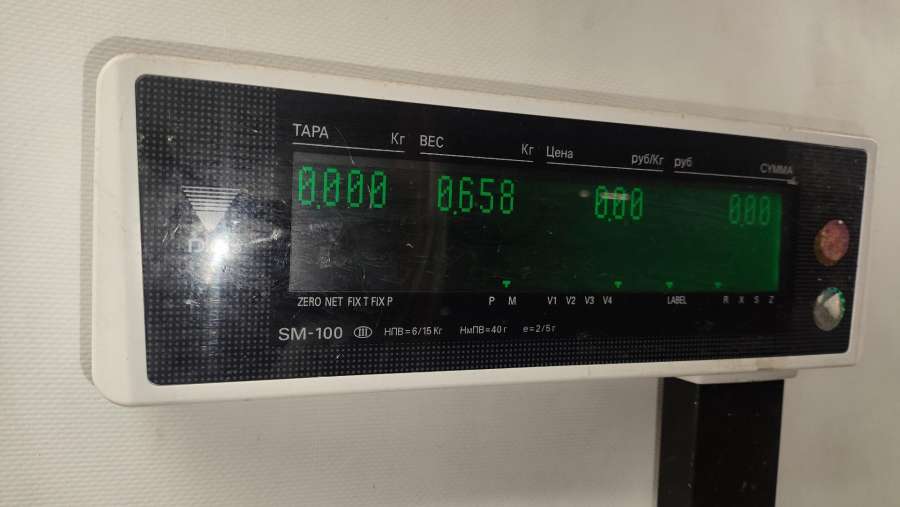 ТАРА Кг ВЕС Кг Цена руб/Кг руб СУММА
0.000 0.658 0.00 0.00
ZERO NET FIX T FIX P P M V1 V2 V3 V4 LABEL R X S Z
SM-100 III НПВ=6/15 Кг НмПВ=40 г e=2/5 г